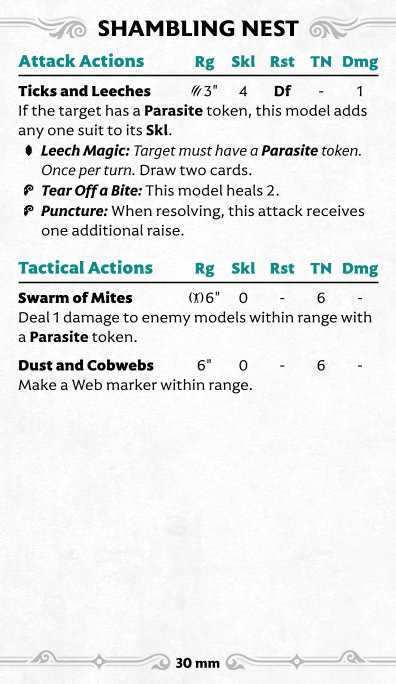 SHAMBLING NEST
Attack Actions Rg Skl Rst TN Dmg
Ticks and Leeches 3" 4 Df - 1
If the target has a Parasite token, this model adds
any one suit to its Skl.
Leech Magic: Target must have a Parasite token.
Once per turn. Draw two cards.
Tear Off a Bite: This model heals 2.
Puncture: When resolving, this attack receives
one additional raise.
Tactical Actions Rg Skl Rst TN Dmg
Swarm of Mites 6" 0 - 6 -
Deal 1 damage to enemy models within range with
a Parasite token.
Dust and Cobwebs 6" 0 - 6 -
Make a Web marker within range.
30 mm